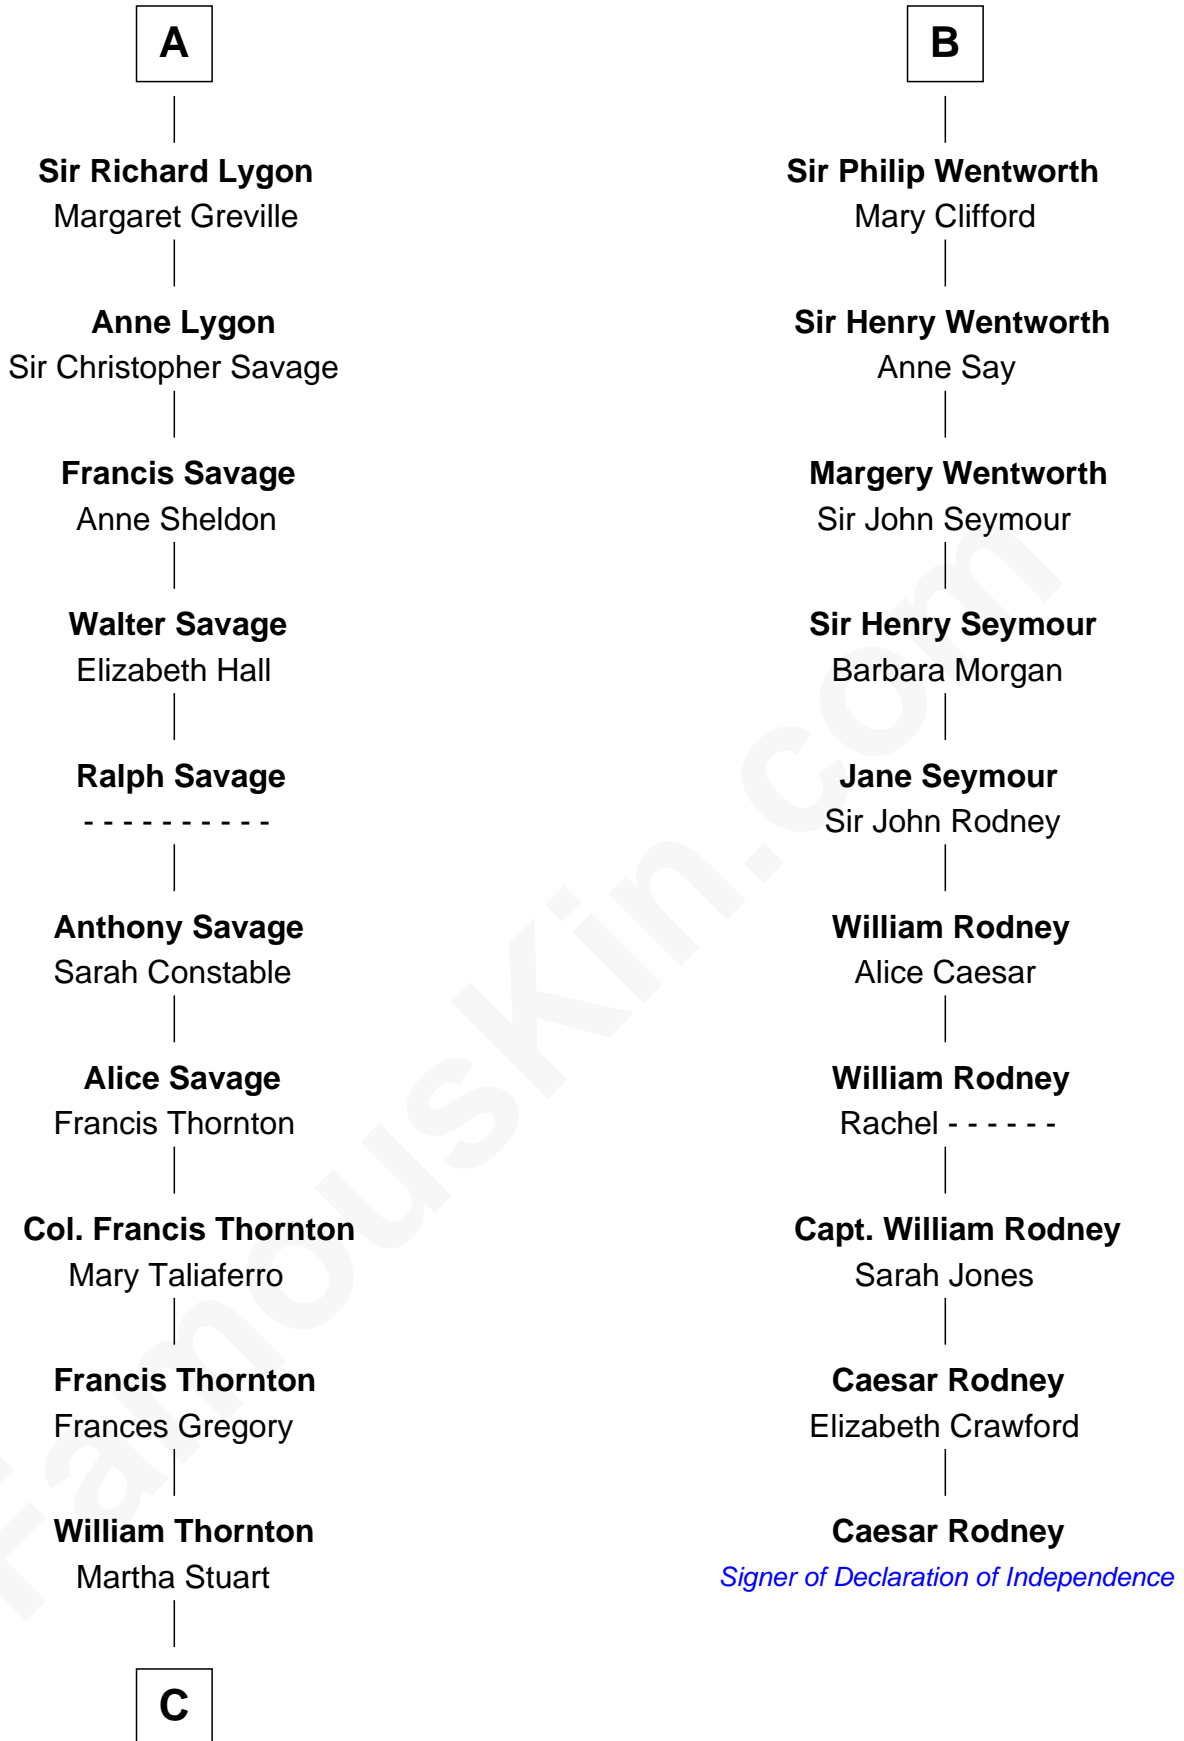 A
Sir Richard Lygon
Margaret Greville
Anne Lygon
Sir Christopher Savage
Francis Savage
Anne Sheldon
Walter Savage
Elizabeth Hall
Ralph Savage
- - - - - - - - - -
Anthony Savage
Sarah Constable
Alice Savage
Francis Thornton
Col. Francis Thornton
Mary Taliaferro
Francis Thornton
Frances Gregory
William Thornton
Martha Stuart
C
B
Sir Philip Wentworth
Mary Clifford
Sir Henry Wentworth
Anne Say
Margery Wentworth
Sir John Seymour
Sir Henry Seymour
Barbara Morgan
Jane Seymour
Sir John Rodney
William Rodney
Alice Caesar
William Rodney
Rachel - - - - - -
Capt. William Rodney
Sarah Jones
Caesar Rodney
Elizabeth Crawford
Caesar Rodney
Signer of Declaration of Independence
FamousKin.com